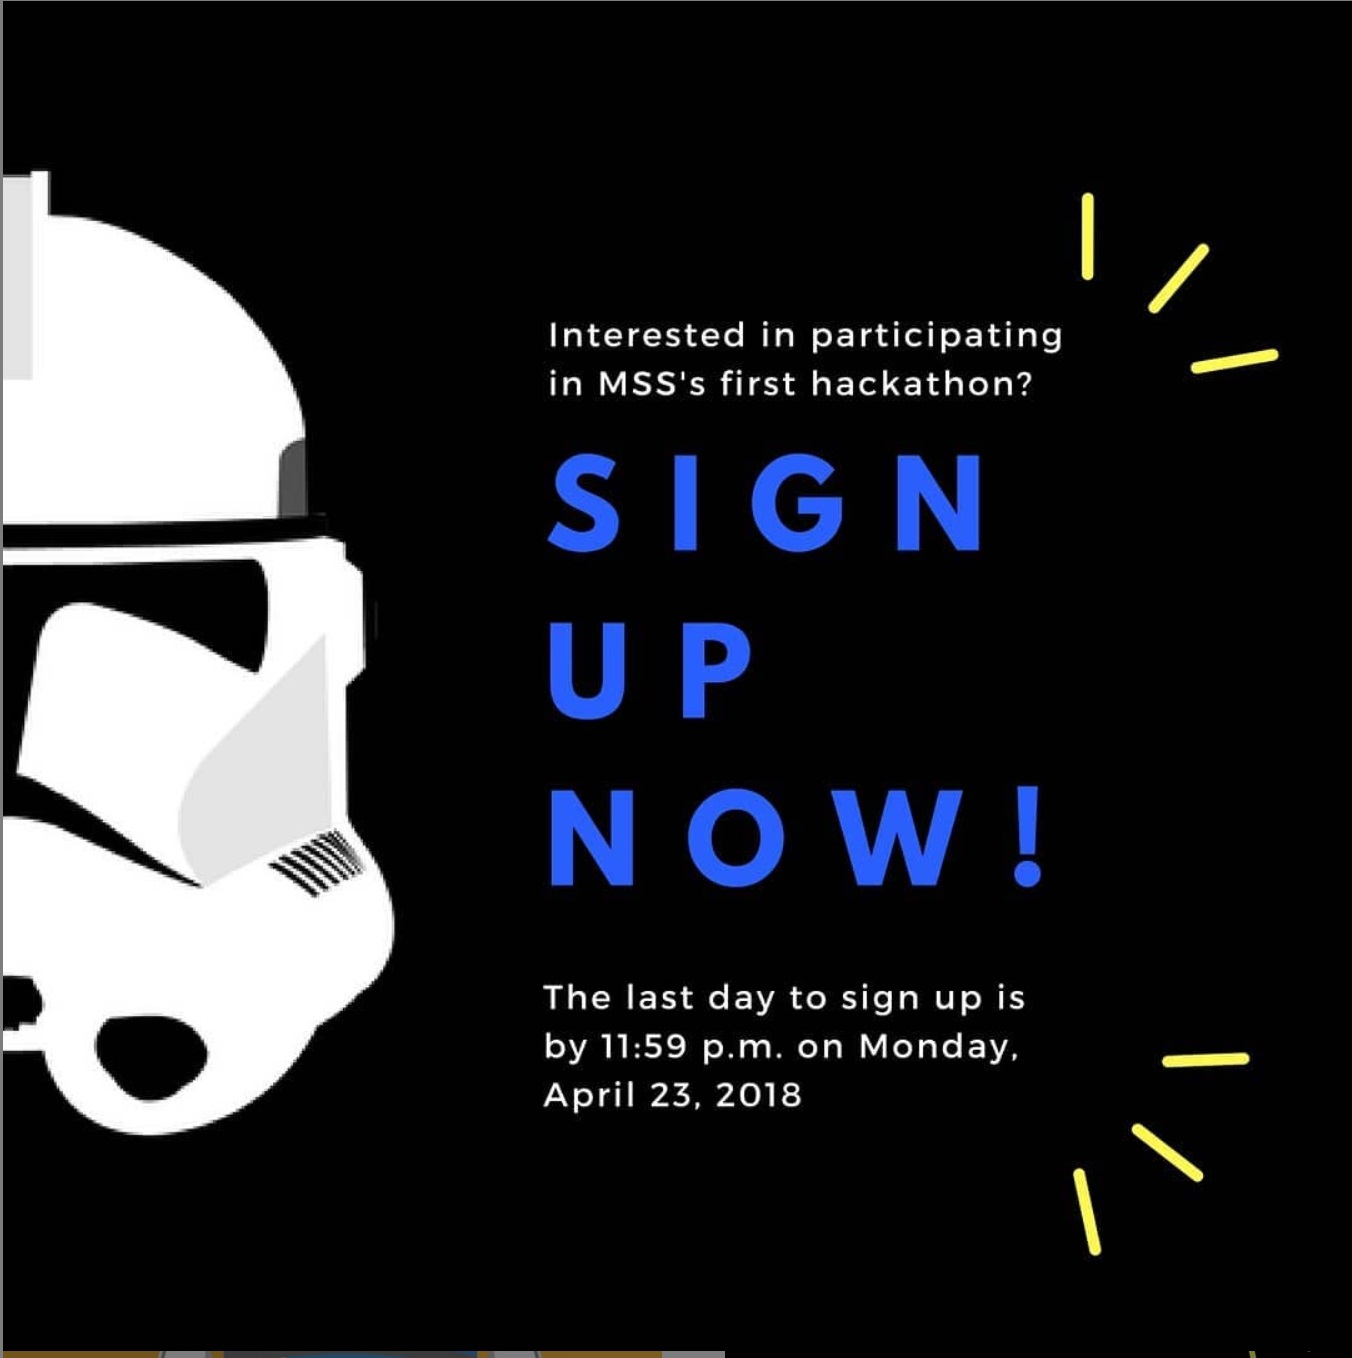 Interested in participating
in MSS's first hackathon?
SIGN
UP
NOW!
The last day to sign up is
by 11:59 p.m. on Monday,
April 23, 2018